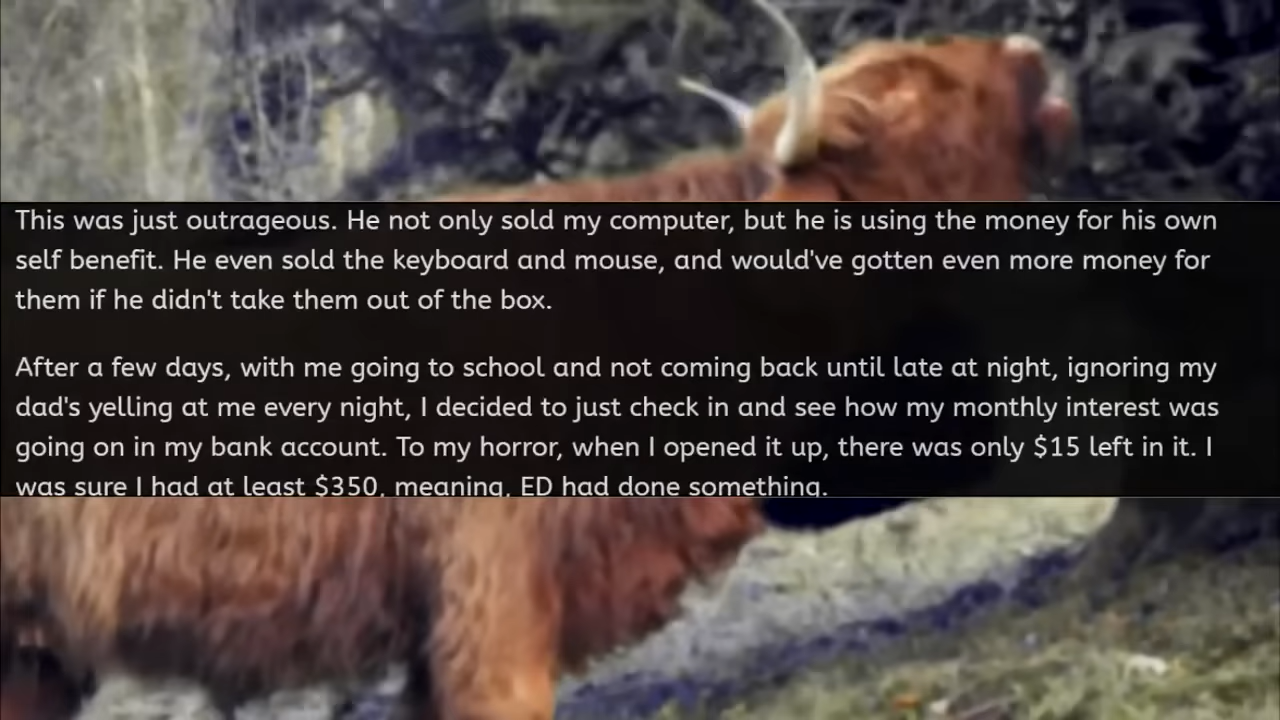 This was just outrageous. He not only sold my computer, but he is using the money for his own
self benefit. He even sold the keyboard and mouse, and would've gotten even more money for
them if he didn't take them out of the box.
After a few days, with me going to school and not coming back until late at night, ignoring my
dad's yelling at me every night, I decided to just check in and see how my monthly interest was
going on in my bank account. To my horror, when I opened it up, there was only $15 left in it. I
was sure I had at least $350, meaning, ED had done something.